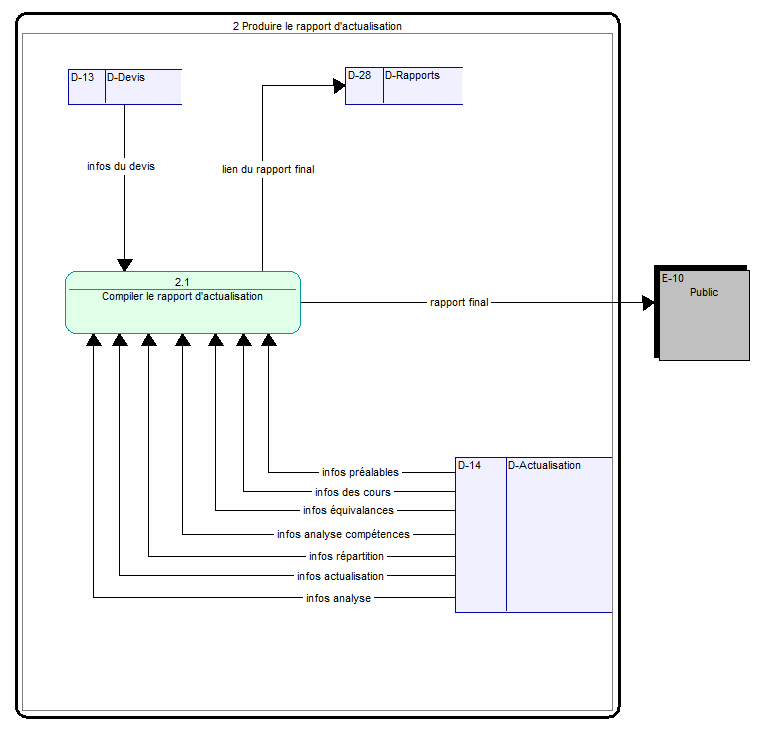 2 Produire le rapport d'actualisation
D-13 D-Devis
D-28 D-Rapports
infos du devis
lien du rapport final
2.1
Compiler le rapport d'actualisation
rapport final
E-10
Public
D-14 D-Actualisation
infos préalables
infos des cours
infos équivalances
infos analyse compétences
infos répartition
infos actualisation
infos analyse